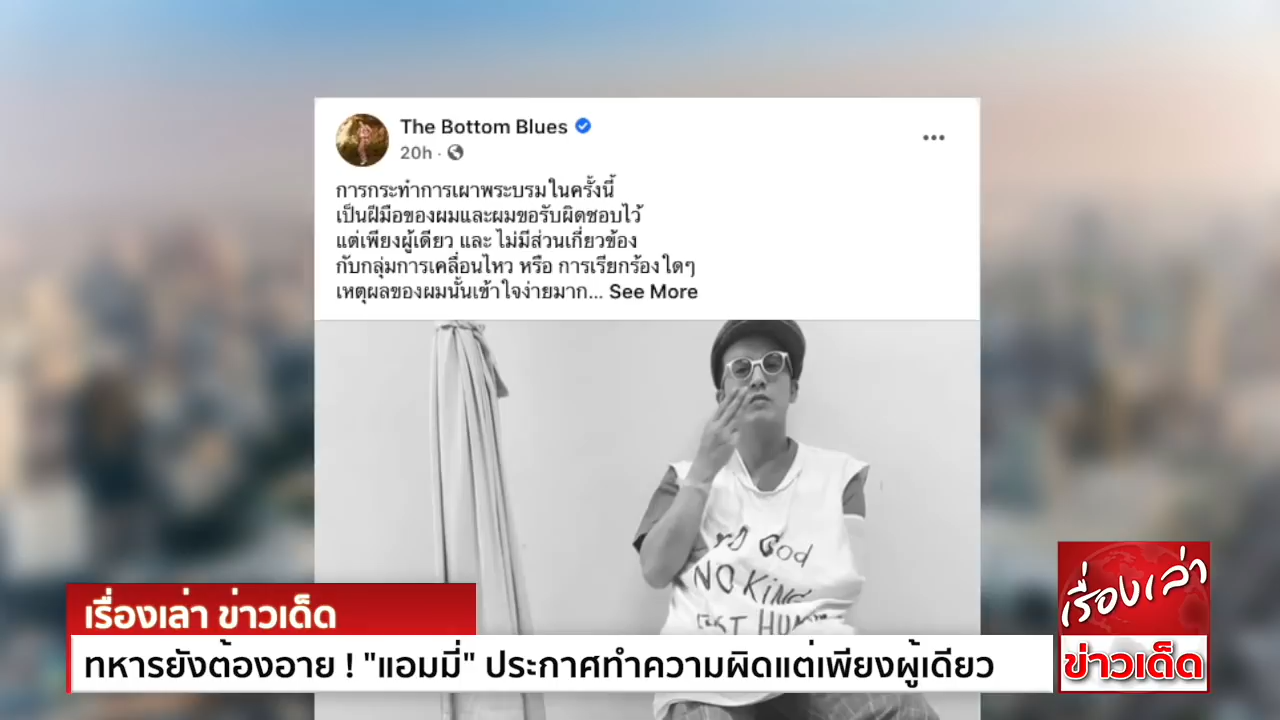 The Bottom Blues
20h ·
การกระทำการเผาพระบรมในครั้งนี้
เป็นฝีมือของผมและผมขอรับผิดชอบไว้
แต่เพียงผู้เดียว และ ไม่มีส่วนเกี่ยวข้อง
กับกลุ่มการเคลื่อนไหว หรือ การเรียกร้องใดๆ
เหตุผลของผมนั้นเข้าใจง่ายมาก... See More
God
NO KING
HUM
เรื่องเล่า ข่าวเด็ด
ทหารยังต้องอาย ! "แอมมี่" ประกาศทำความผิดแต่เพียงผู้เดียว
เรื่องเล่า
ข่าวเด็ด